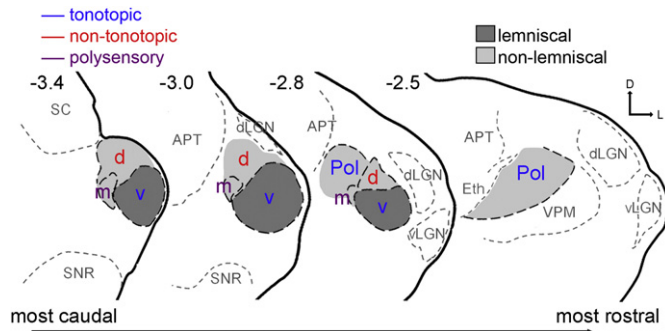 tonotopic
non-tonotopic
polysensory
lemniscal
non-lemniscal
-3.4
-3.0
-2.8
-2.5
D
L
SC
d
m
v
SNR
APT
dLGN
d
m
v
SNR
APT
Pol
d
m
v
dLGN
vLGN
APT
Eth
Pol
VPM
dLGN
vLGN
most caudal
most rostral